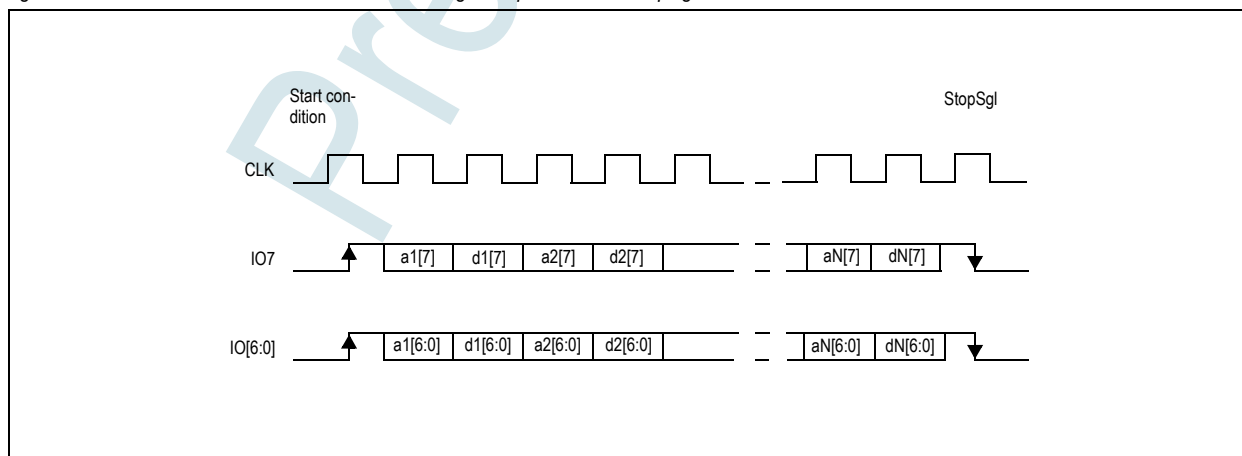 Start con-
dition
StopSgl
CLK
IO7
a1[7] d1[7] a2[7] d2[7] aN[7] dN[7]
IO[6:0]
a1[6:0] d1[6:0] a2[6:0] d2[6:0] aN[6:0] dN[6:0]
Pre